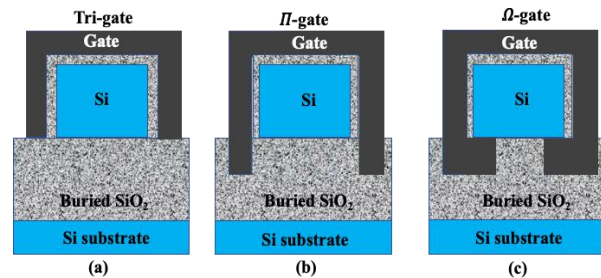 Tri-gate
Gate
Si
Buried SiO₂
Si substrate
(a)
𝜫-gate
Gate
Si
Buried SiO₂
Si substrate
(b)
𝜴-gate
Gate
Si
Buried SiO₂
Si substrate
(c)